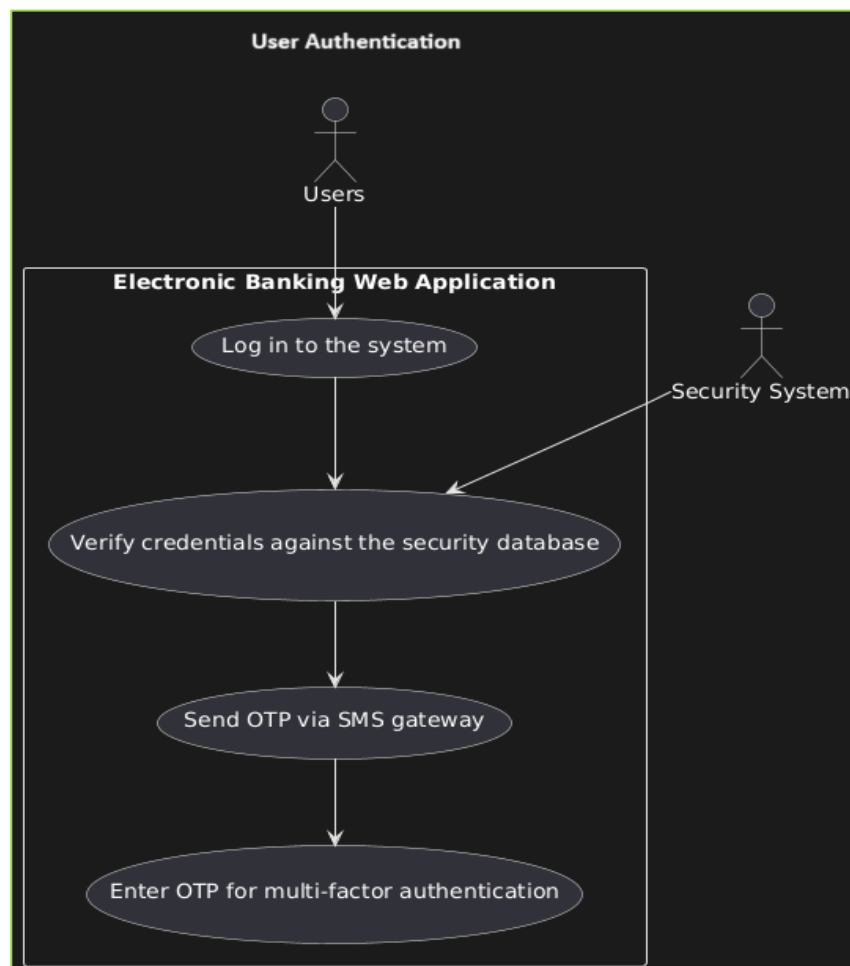 User Authentication
Users
Electronic Banking Web Application
Log in to the system
Security System
Verify credentials against the security database
Send OTP via SMS gateway
Enter OTP for multi-factor authentication